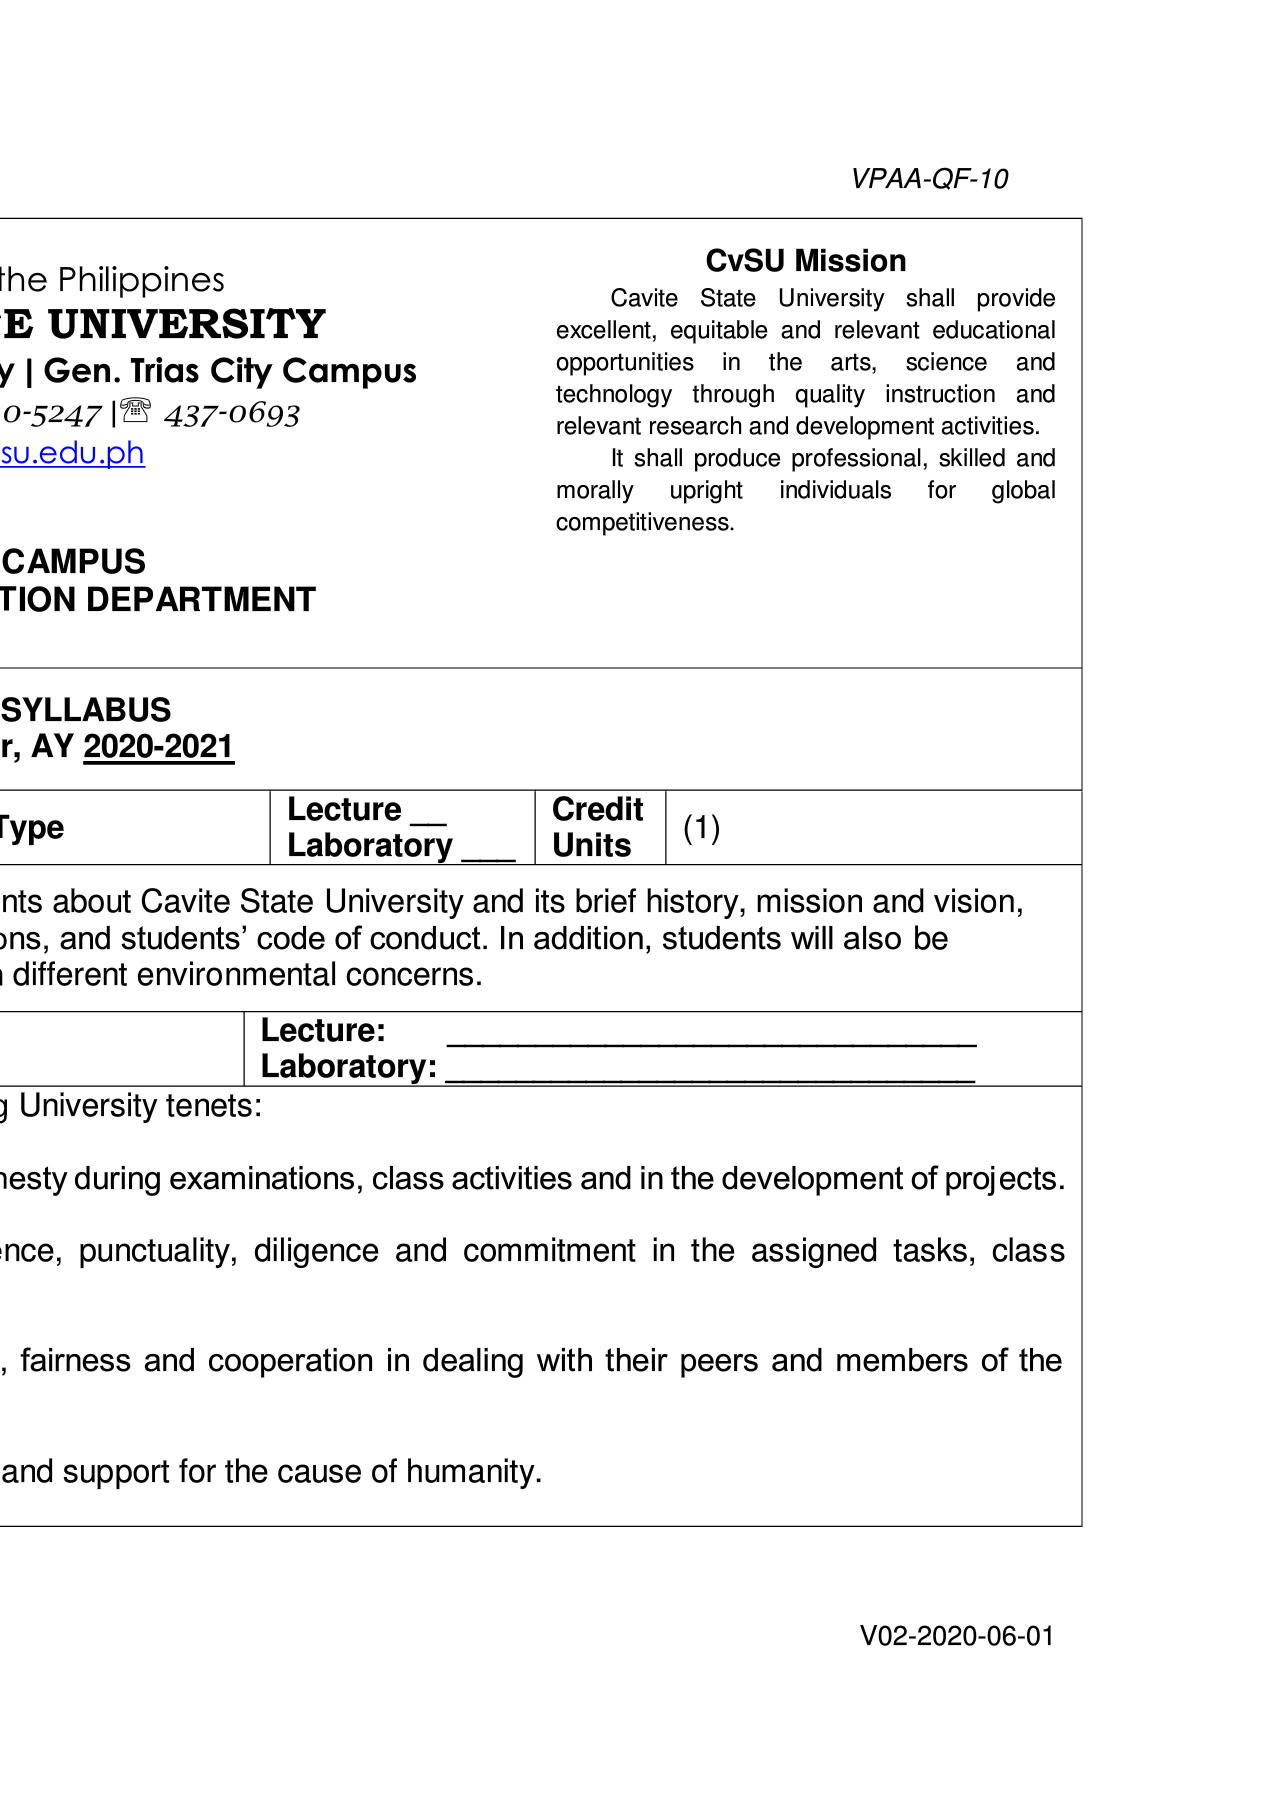 VPAA-QF-10
the Philippines
E UNIVERSITY
y | Gen. Trias City Campus
0-5247 |☏ 437-0693
su.edu.ph
CAMPUS
TION DEPARTMENT
CvSU Mission
Cavite State University shall provide
excellent, equitable and relevant educational
opportunities in the arts, science and
technology through quality instruction and
relevant research and development activities.
It shall produce professional, skilled and
morally upright individuals for global
competitiveness.
SYLLABUS
r, AY 2020-2021
Type
Lecture __
Laboratory ___
Credit
Units
(1)
nts about Cavite State University and its brief history, mission and vision,
ons, and students’ code of conduct. In addition, students will also be
different environmental concerns.
Lecture: ______________________________
Laboratory: ______________________________
g University tenets:
nesty during examinations, class activities and in the development of projects.
ence, punctuality, diligence and commitment in the assigned tasks, class
, fairness and cooperation in dealing with their peers and members of the
and support for the cause of humanity.
V02-2020-06-01